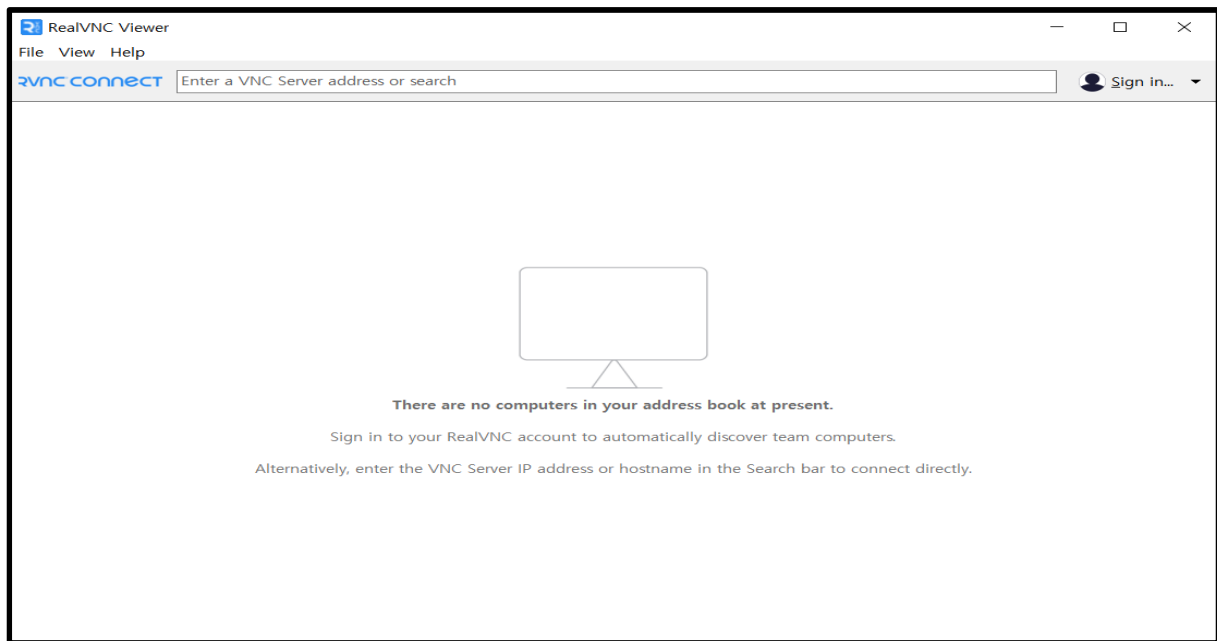 RealVNC Viewer
File View Help
RVNC CONNECT Enter a VNC Server address or search Sign in...
There are no computers in your address book at present.
Sign in to your RealVNC account to automatically discover team computers.
Alternatively, enter the VNC Server IP address or hostname in the Search bar to connect directly.